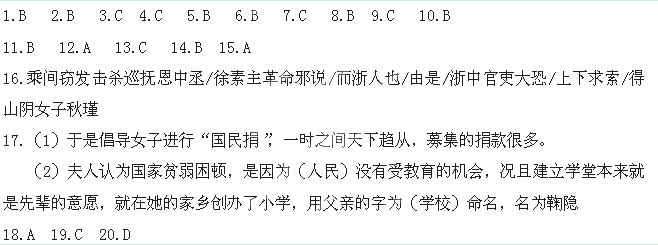 1.B 2.B 3.C 4.C 5.B 6.B 7.C 8.B 9.C 10.B
11.B 12.A 13.C 14.B 15.A
16.乘间窃发击杀巡抚恩中丞/徐素主革命邪说/而浙人也/由是/浙中官吏大恐/上下求索/得
山阴女子秋瑾
17.（1）于是倡导女子进行“国民捐”，一时之间天下趋从，募集的捐款很多。
（2）夫人认为国家贫弱困顿，是因为（人民）没有受教育的机会，况且建立学堂本来就
是先辈的意愿，就在她的家乡创办了小学，用父亲的字为（学校）命名，名为鞠隐
18.A 19.C 20.D